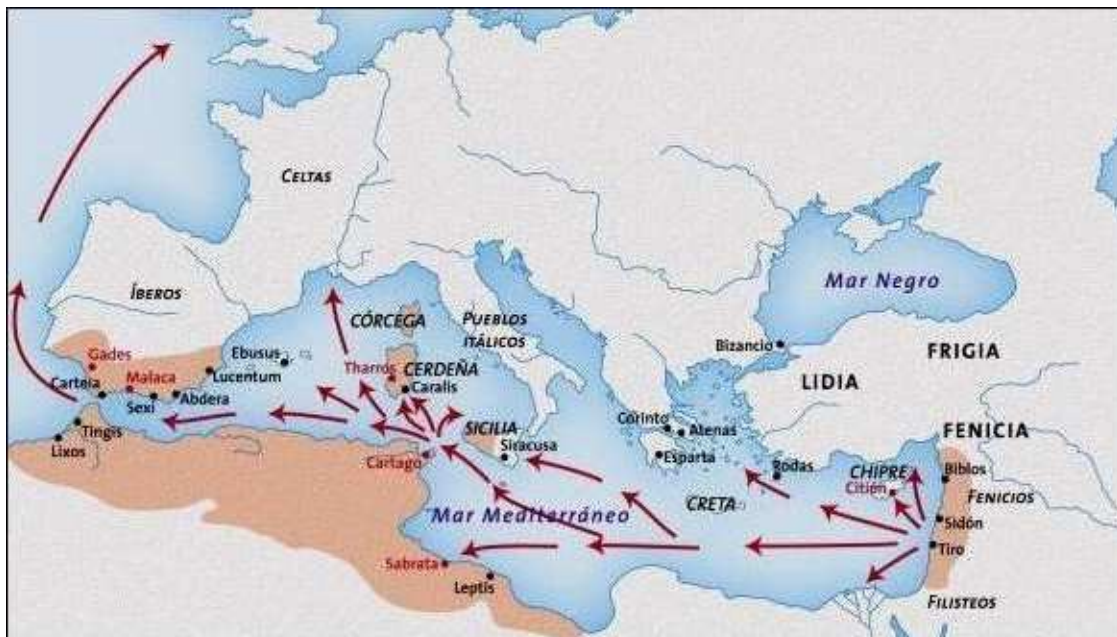 CELTAS
ÍBEROS
CÓRCEGA
PUEBLOS
ITÁLICOS
Mar Negro
Bizancio
FRIGIA
LIDIA
Gades
Ebusus
Tharros
CERDEÑA
Carteia
Malaca
Lucentum
Caralis
Sexi
Abdera
Tingis
Lixos
SICILIA
Siracusa
Cartago
Corinto
Atenas
Esparta
Rodas
FENICIA
CHIPRE
Biblos
Citión
FENICIOS
CRETA
Mar Mediterráneo
Sidón
Tiro
Sabrata
Leptis
FILISTEOS